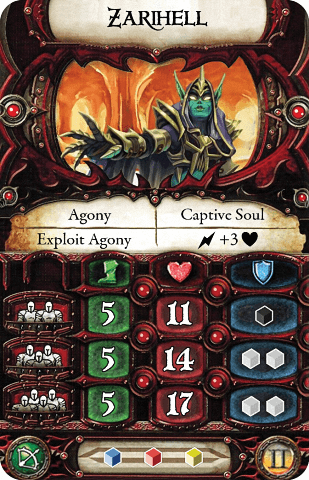 Zarihell
Agony
Captive Soul
Exploit Agony
+3
5 11
5 14
5 17
II